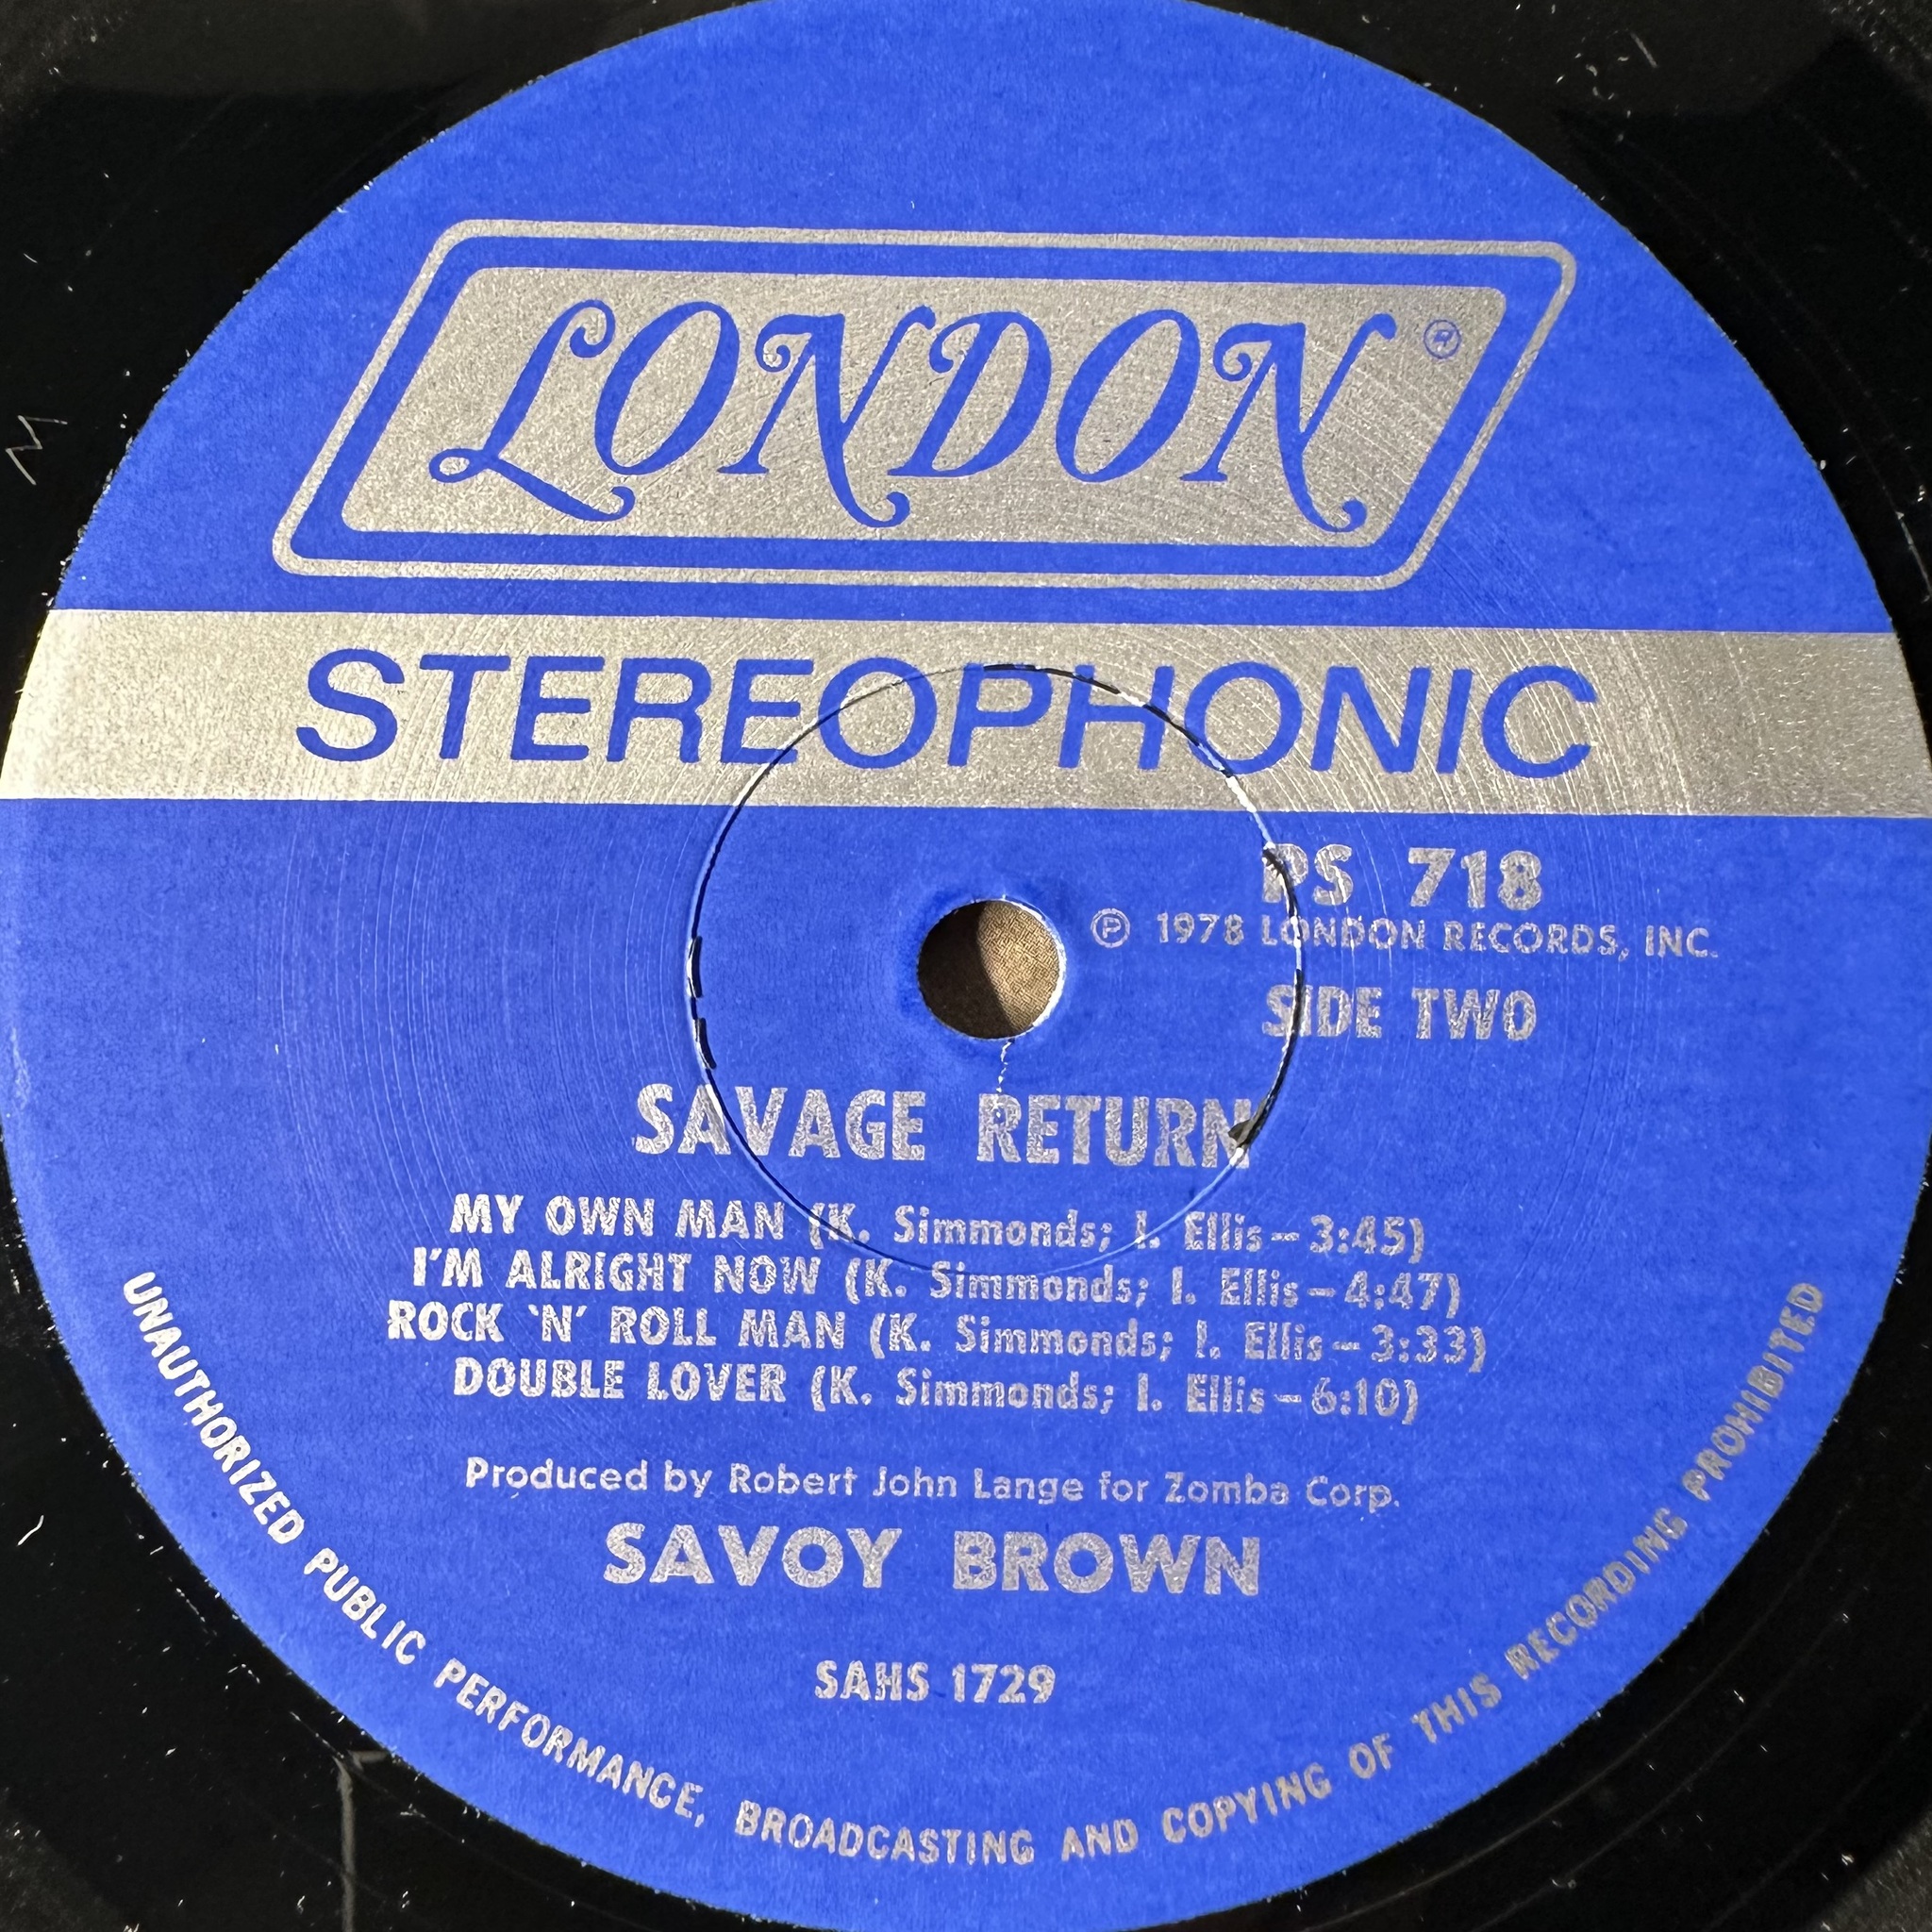 LONDON ®
STEREOPHONIC
PS 718
℗ 1978 LONDON RECORDS, INC.
SIDE TWO
SAVAGE RETURN
MY OWN MAN (K. Simmonds; I. Ellis–3:45)
I'M ALRIGHT NOW (K. Simmonds; I. Ellis–4:47)
ROCK 'N' ROLL MAN (K. Simmonds; I. Ellis–3:33)
DOUBLE LOVER (K. Simmonds; I. Ellis–6:10)
Produced by Robert John Lange for Zomba Corp.
SAVOY BROWN
SAHS 1729
UNAUTHORIZED PUBLIC PERFORMANCE, BROADCASTING AND COPYING OF THIS RECORDING PROHIBITED